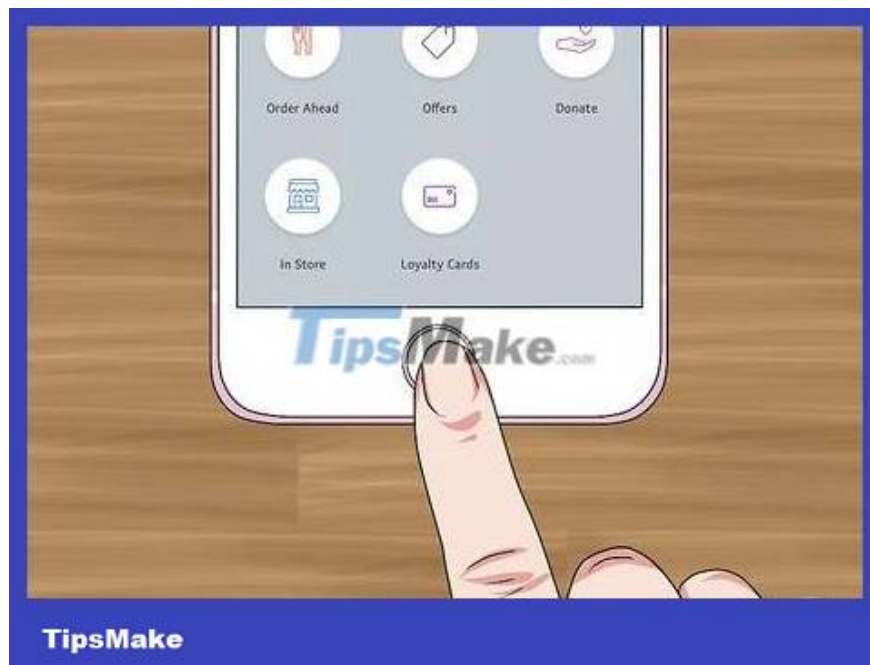 Order Ahead
Offers
Donate
In Store
Loyalty Cards
TipsMake.com
TipsMake